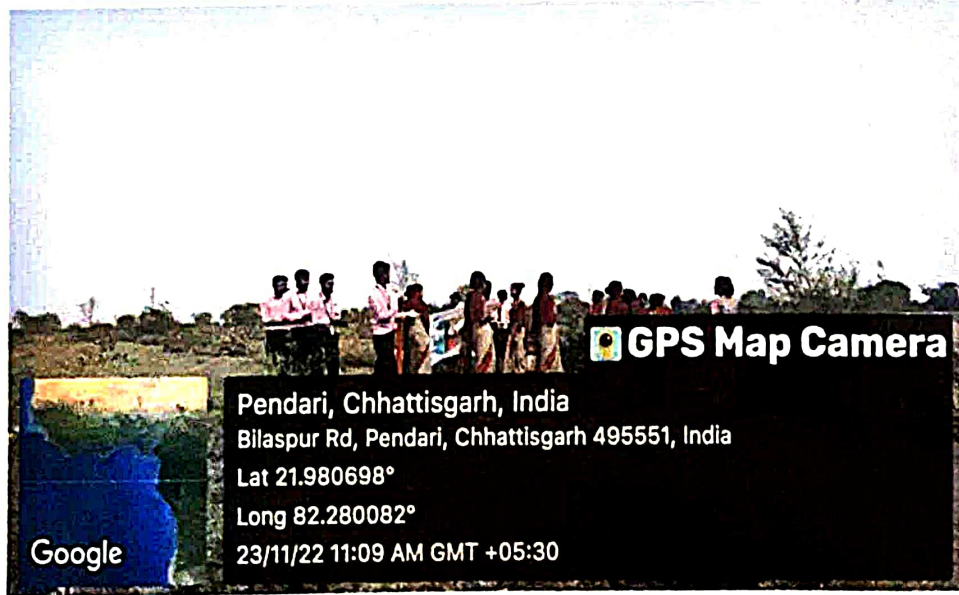 GPS Map Camera
Pendari, Chhattisgarh, India
Bilaspur Rd, Pendari, Chhattisgarh 495551, India
Lat 21.980698°
Long 82.280082°
23/11/22 11:09 AM GMT +05:30
Google